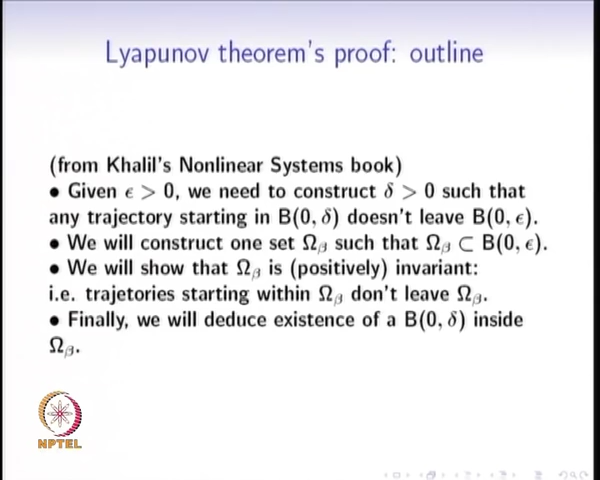 Lyapunov theorem's proof: outline
(from Khalil's Nonlinear Systems book)
• Given ϵ > 0, we need to construct δ > 0 such that
any trajectory starting in B(0, δ) doesn't leave B(0, ϵ).
• We will construct one set Ωβ such that Ωβ ⊂ B(0, ϵ).
• We will show that Ωβ is (positively) invariant:
i.e. trajetories starting within Ωβ don't leave Ωβ.
• Finally, we will deduce existence of a B(0, δ) inside
Ωβ.
NPTEL